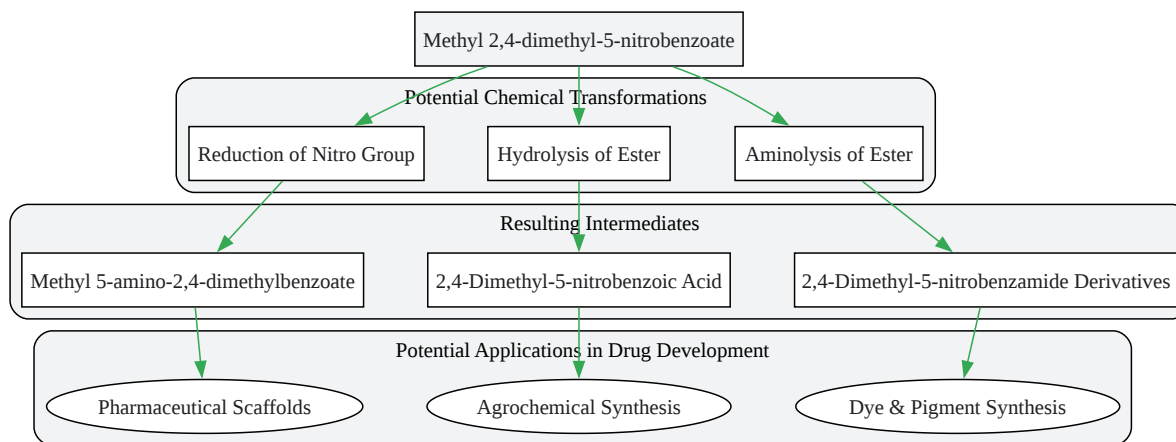 Methyl 2,4-dimethyl-5-nitrobenzoate
Potential Chemical Transformations
Reduction of Nitro Group
Hydrolysis of Ester
Aminolysis of Ester
Resulting Intermediates
Methyl 5-amino-2,4-dimethylbenzoate
2,4-Dimethyl-5-nitrobenzoic Acid
2,4-Dimethyl-5-nitrobenzamide Derivatives
Potential Applications in Drug Development
Pharmaceutical Scaffolds
Agrochemical Synthesis
Dye & Pigment Synthesis